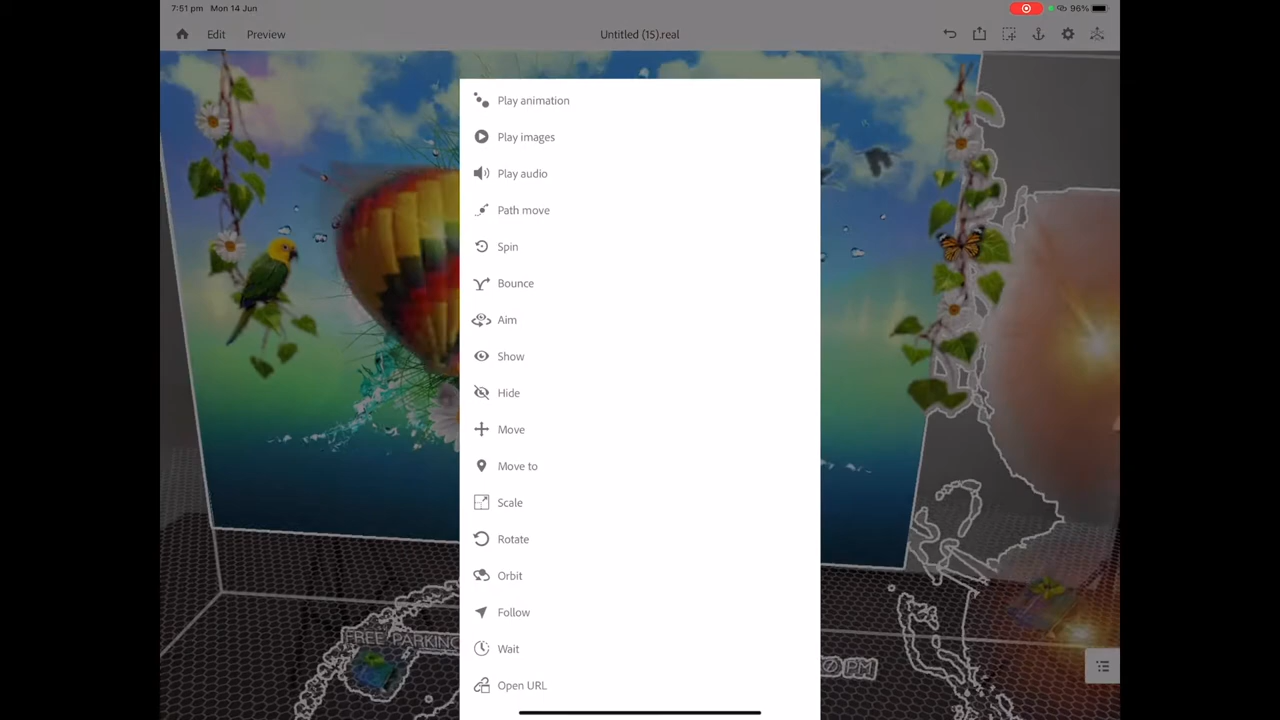 7:51 pm Mon 14 Jun 96%
Edit Preview Untitled (15).real
Play animation
Play images
Play audio
Path move
Spin
Bounce
Aim
Show
Hide
Move
Move to
Scale
Rotate
Orbit
Follow
FREE PARKING
Wait
PM
Open URL